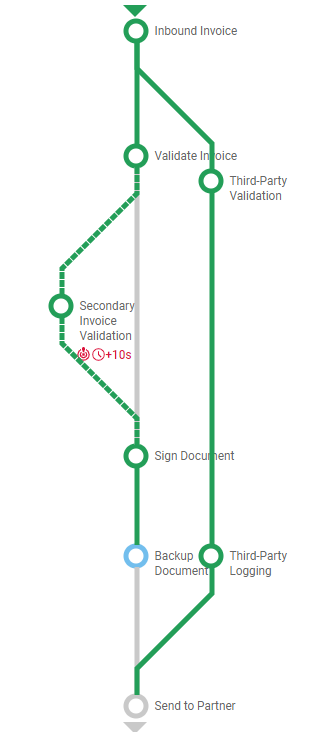 Inbound Invoice
Validate Invoice
Third-Party
Validation
Secondary
Invoice
Validation
+10s
Sign Document
Backup
Document
Third-Party
Logging
Send to Partner